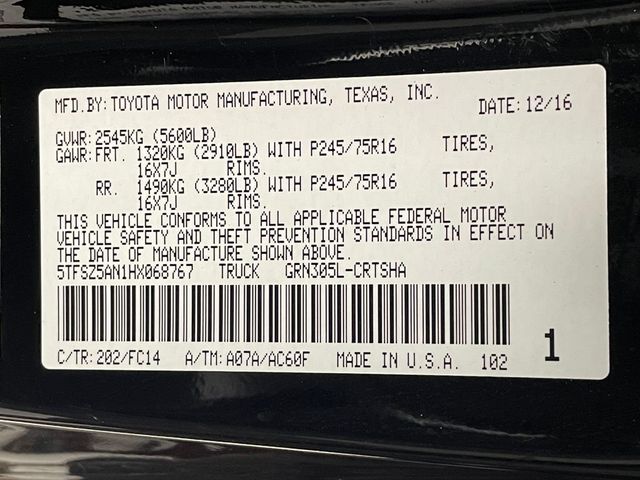 MFD.BY:TOYOTA MOTOR MANUFACTURING, TEXAS, INC. DATE:12/16
GVWR:2545KG (5600LB)
GAWR:FRT. 1320KG (2910LB) WITH P245/75R16 TIRES,
16X7J RIMS.
RR. 1490KG (3280LB) WITH P245/75R16 TIRES,
16X7J RIMS.
THIS VEHICLE CONFORMS TO ALL APPLICABLE FEDERAL MOTOR
VEHICLE SAFETY AND THEFT PREVENTION STANDARDS IN EFFECT ON
THE DATE OF MANUFACTURE SHOWN ABOVE.
5TFSZ5AN1HX068767 TRUCK GRN305L-CRTSHA
C/TR:202/FC14 A/TM:A07A/AC60F MADE IN U.S.A. 102 1